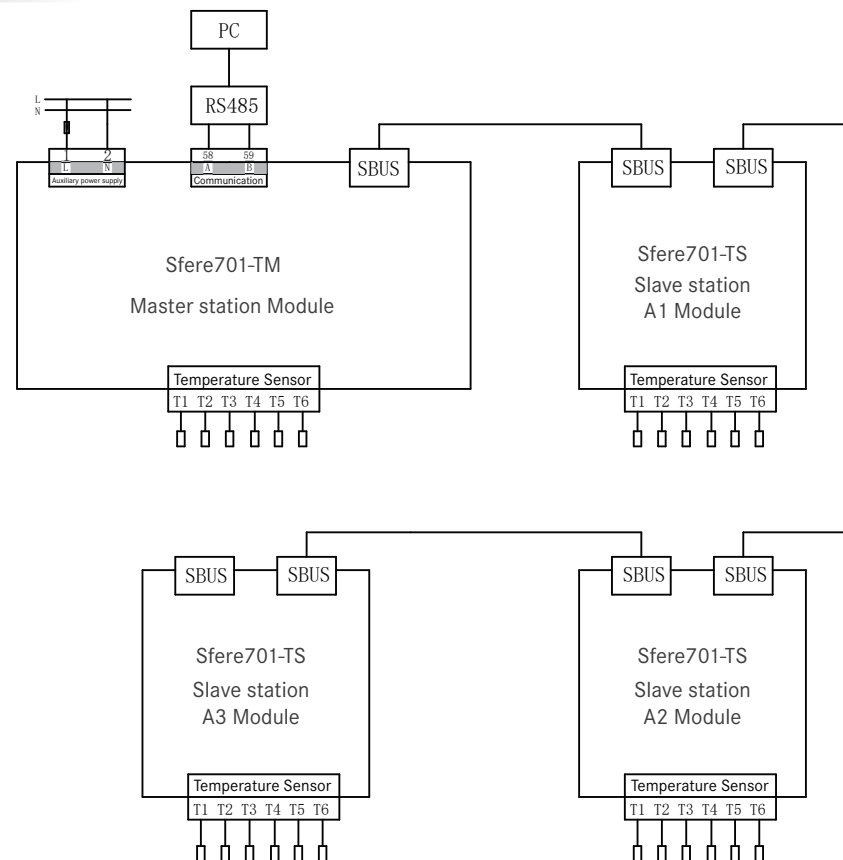 PC
RS485
L
N
1 2
L N
Auxiliary power supply
58 59
A B
Communication
SBUS
Sfere701-TM
Master station Module
Temperature Sensor
T1 T2 T3 T4 T5 T6
SBUS SBUS
Sfere701-TS
Slave station
A1 Module
Temperature Sensor
T1 T2 T3 T4 T5 T6
SBUS SBUS
Sfere701-TS
Slave station
A3 Module
Temperature Sensor
T1 T2 T3 T4 T5 T6
SBUS SBUS
Sfere701-TS
Slave station
A2 Module
Temperature Sensor
T1 T2 T3 T4 T5 T6